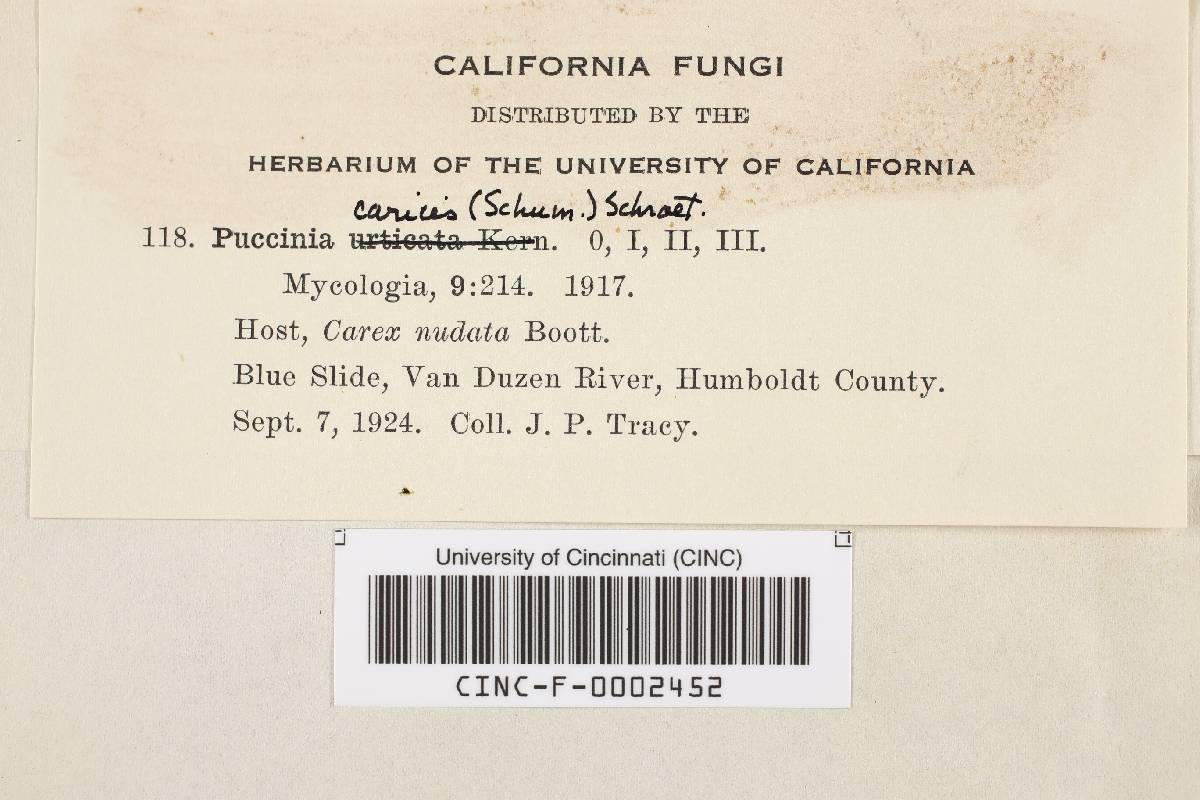 CALIFORNIA FUNGI
DISTRIBUTED BY THE
HERBARIUM OF THE UNIVERSITY OF CALIFORNIA
caricis (Schum.) Schroet.
118. Puccinia urticata Kern. 0, I, II, III.
Mycologia, 9:214. 1917.
Host, Carex nudata Boott.
Blue Slide, Van Duzen River, Humboldt County.
Sept. 7, 1924. Coll. J. P. Tracy.
University of Cincinnati (CINC)
CINC-F-0002452